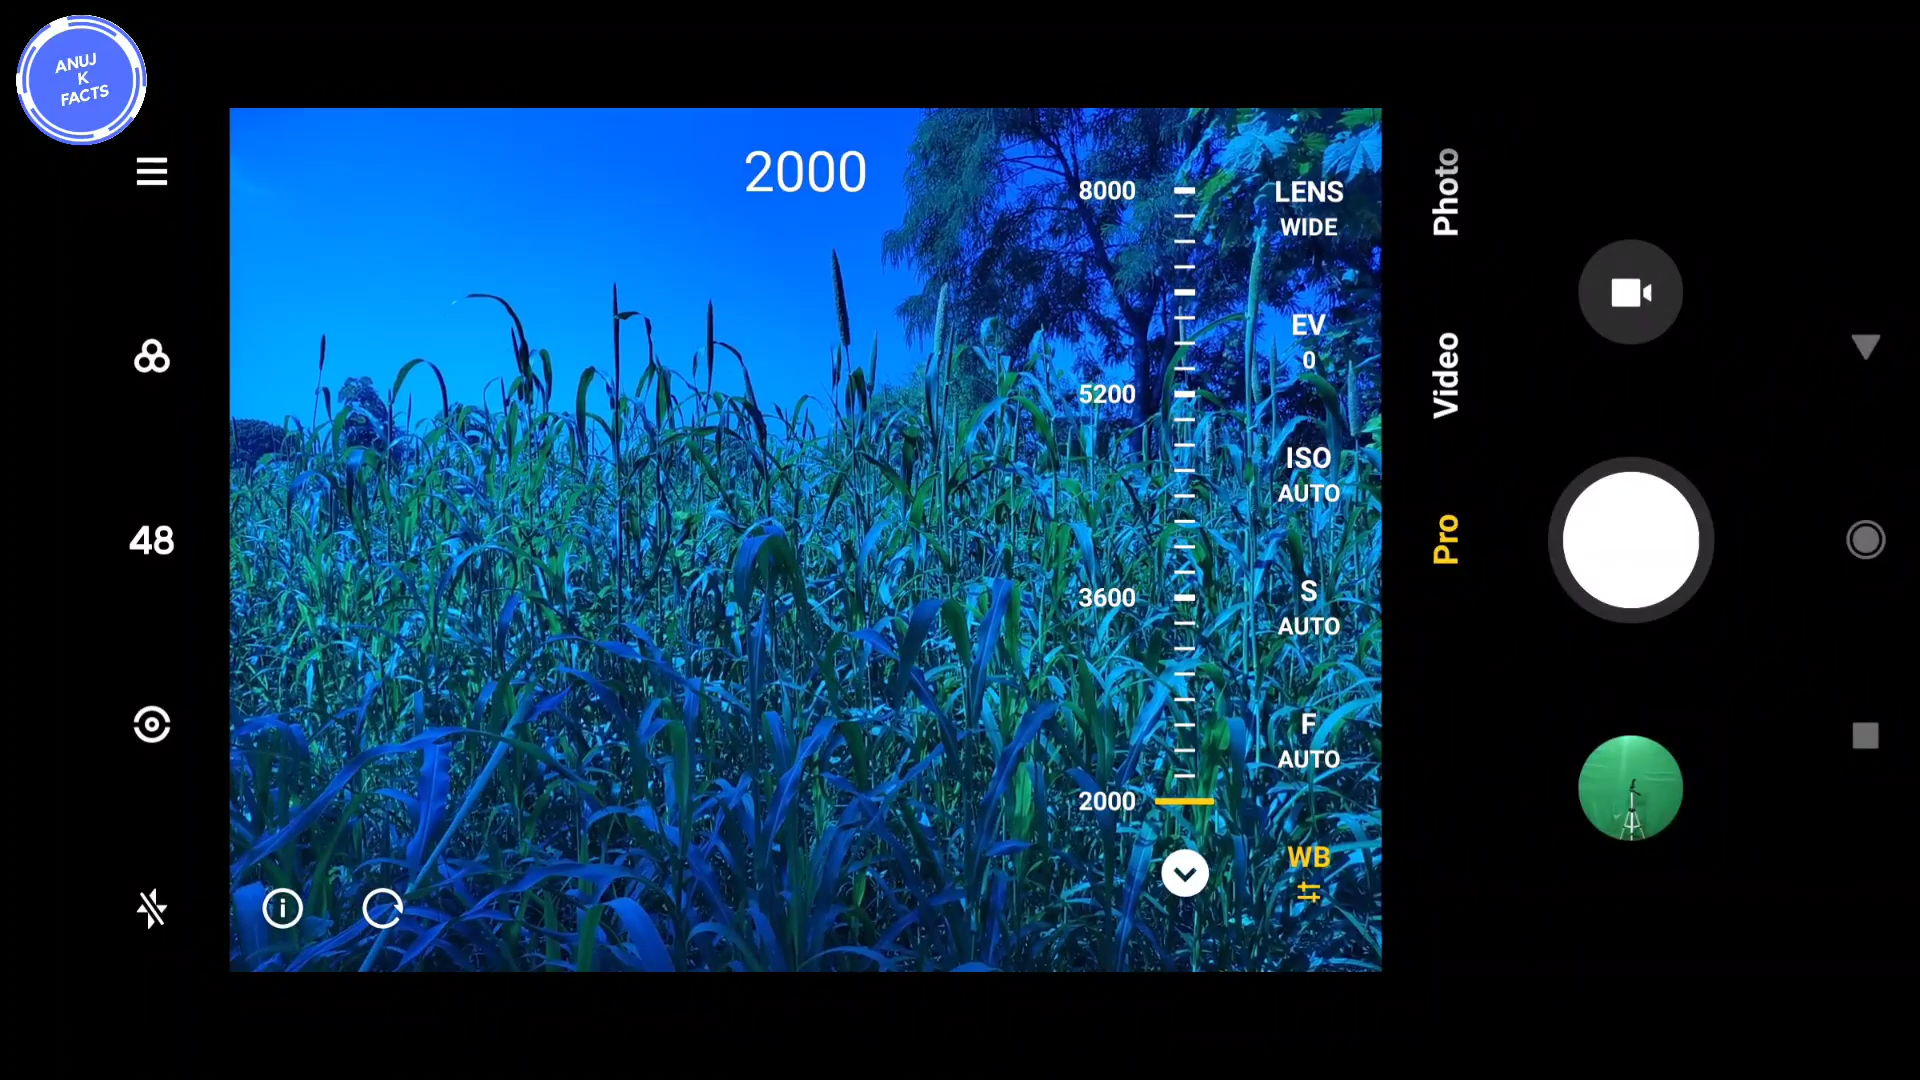 ANUJ
K
FACTS
2000
8000
5200
3600
2000
LENS
WIDE
EV
0
ISO
AUTO
S
AUTO
F
AUTO
WB
Photo
Video
Pro
48